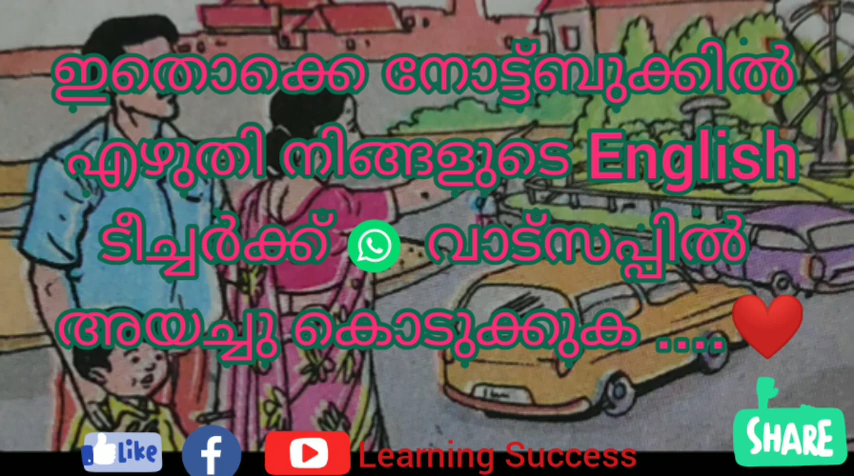 ഇതൊക്കെ നോട്ട്ബുക്കിൽ
എഴുതി നിങ്ങളുടെ English
ടീച്ചർക്ക് വാട്സപ്പിൽ
അയച്ചു കൊടുക്കുക ....
SHARE
like
Learning Success